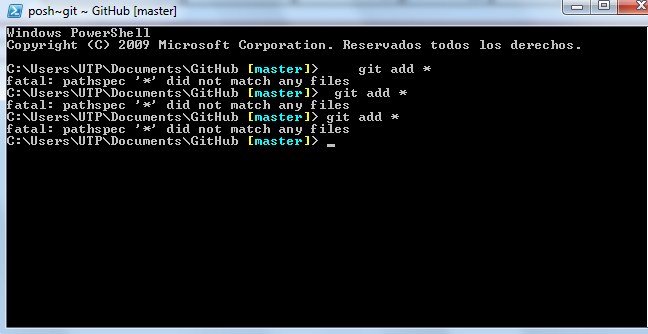 posh~git ~ GitHub [master]
Windows PowerShell
Copyright (C) 2009 Microsoft Corporation. Reservados todos los derechos.
C:\Users\UTP\Documents\GitHub [master]>     git add *
fatal: pathspec '*' did not match any files
C:\Users\UTP\Documents\GitHub [master]>  git add *
fatal: pathspec '*' did not match any files
C:\Users\UTP\Documents\GitHub [master]> git add *
fatal: pathspec '*' did not match any files
C:\Users\UTP\Documents\GitHub [master]> _